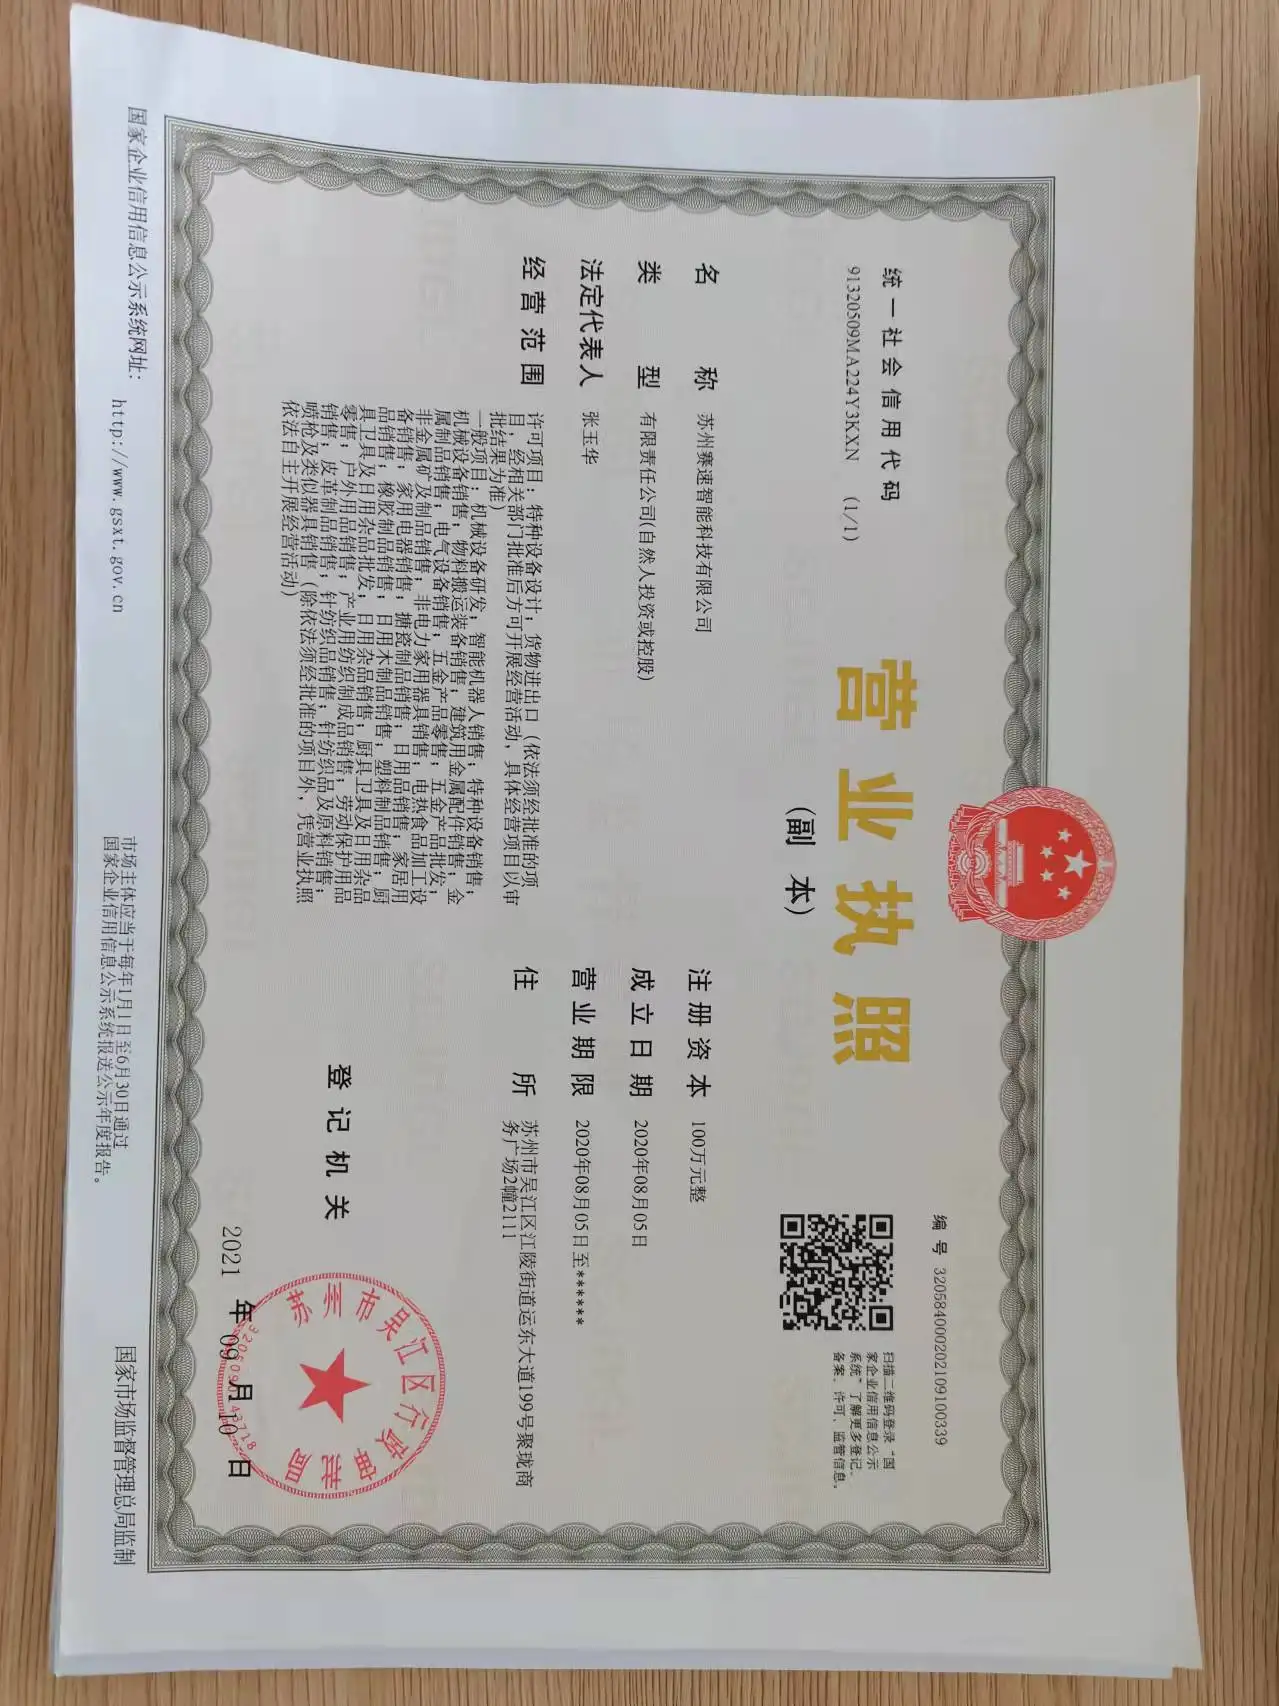 编号 320584000202109100339
统一社会信用代码
91320509MA224Y3KXN (1/1)
营业执照
(副本)
扫描二维码登录“国
家企业信用信息公示
系统”了解更多登记、
备案、许可、监管信息。
名称 苏州赛速智能科技有限公司
类型 有限责任公司(自然人投资或控股)
法定代表人 张玉华
经营范围 许可项目：特种设备设计；货物进出口（依法须经批准的项
目，经相关部门批准后方可开展经营活动，具体经营项目以审
批结果为准）
一般项目：机械设备研发；智能机器人销售；特种设备销售；
机械设备销售；物料搬运装备销售；建筑用金属配件销售；金
属制品销售；电气设备销售；五金产品零售；五金产品批发；
非金属矿及制品销售；非电力家用器具销售；电热食品加工设
备销售；家用电器销售；搪瓷制品销售；日用品销售；家居用
品销售；橡胶制品销售；日用木制品销售；塑料制品销售；厨
具卫具及日用杂品批发；日用杂品销售；厨具卫具及日用杂品
零售；户外用品销售；产业用纺织制成品销售；劳动保护用品
销售；皮革制品销售；针纺织品销售；针纺织品及原料销售；
喷枪及类似器具销售（除依法须经批准的项目外，凭营业执照
依法自主开展经营活动）
注册资本 100万元整
成立日期 2020年08月05日
营业期限 2020年08月05日至******
住所 苏州市吴江区江陵街道运东大道199号聚珑商
务广场2幢2111
登记机关
苏州市吴江区行政审批局
2021年09月10日
国家企业信用信息公示系统网址： http://www.gsxt.gov.cn
市场主体应当于每年1月1日至6月30日通过
国家企业信用信息公示系统报送公示年度报告。
国家市场监督管理总局监制